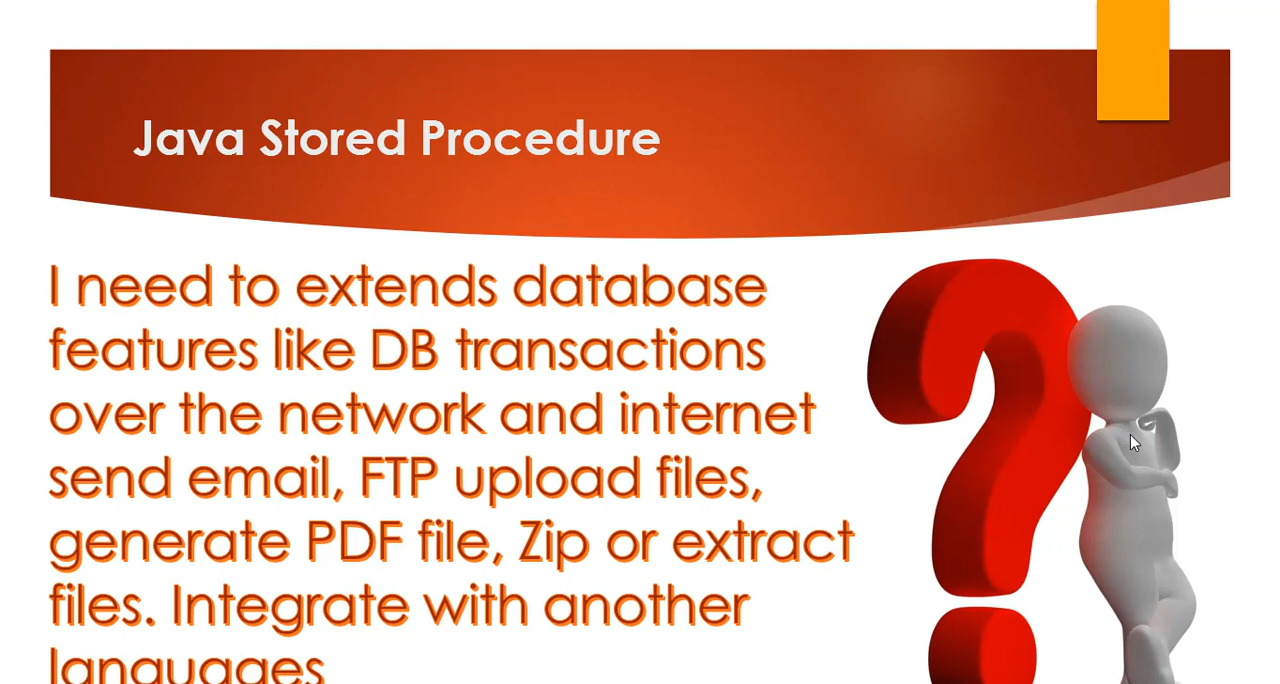 Java Stored Procedure
I need to extends database
features like DB transactions
over the network and internet
send email, FTP upload files,
generate PDF file, Zip or extract
files. Integrate with another
languages